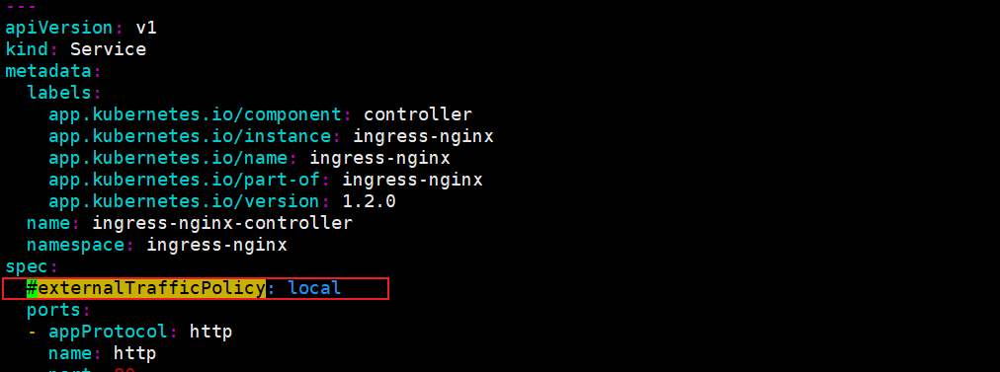 ---
apiVersion: v1
kind: Service
metadata:
  labels:
    app.kubernetes.io/component: controller
    app.kubernetes.io/instance: ingress-nginx
    app.kubernetes.io/name: ingress-nginx
    app.kubernetes.io/part-of: ingress-nginx
    app.kubernetes.io/version: 1.2.0
  name: ingress-nginx-controller
  namespace: ingress-nginx
spec:
  #externalTrafficPolicy: local
  ports:
  - appProtocol: http
    name: http